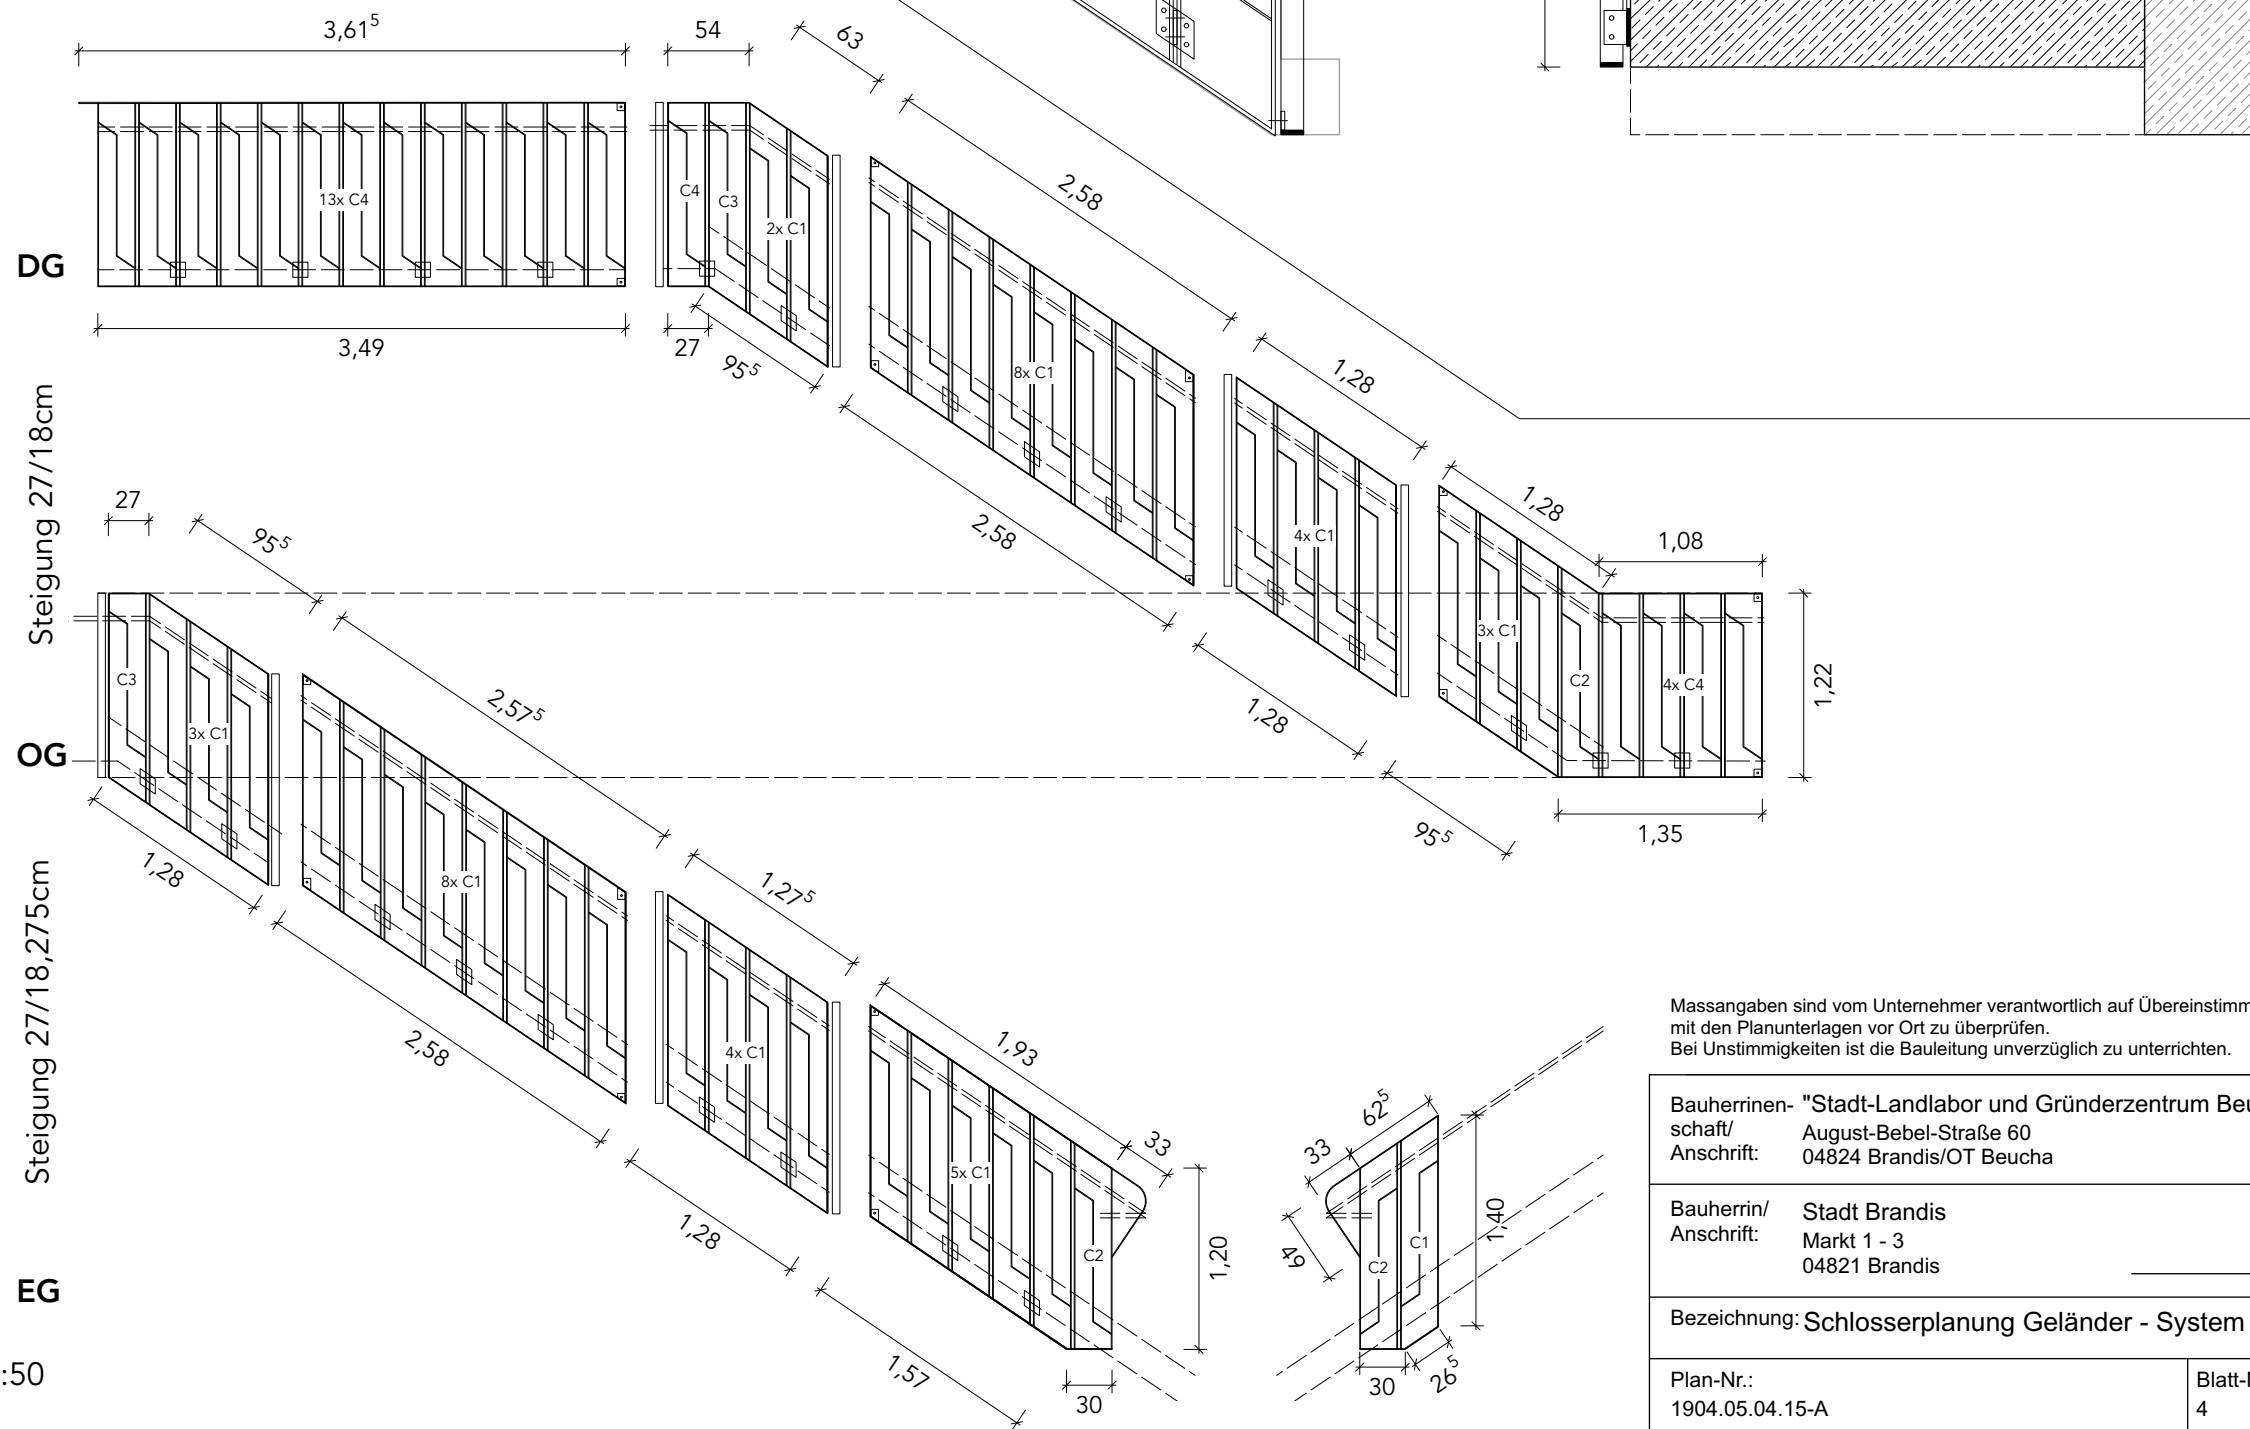 3,61⁵
54
63
2,58
13x C4
C4
C3
2x C1
DG
8x C1
3,49
27
95⁵
1,28
Steigung 27/18cm
27
95⁵
2,58
4x C1
1,28
1,08
3x C1
C2
4x C4
1,22
C3
3x C1
2,57⁵
1,28
OG
95⁵
1,35
1,28
8x C1
1,27⁵
Steigung 27/18,275cm
2,58
4x C1
1,93
33
5x C1
C2
1,20
1,28
1,57
30
62⁵
33
49
C2
C1
1,40
30
26⁵
EG
:50
Massangaben sind vom Unternehmer verantwortlich auf Übereinstimm
mit den Planunterlagen vor Ort zu überprüfen.
Bei Unstimmigkeiten ist die Bauleitung unverzüglich zu unterrichten.
Bauherrinen- "Stadt-Landlabor und Gründerzentrum Beu
schaft/ August-Bebel-Straße 60
Anschrift: 04824 Brandis/OT Beucha
Bauherrin/ Stadt Brandis
Anschrift: Markt 1 - 3
04821 Brandis
Bezeichnung: Schlosserplanung Geländer - System
Plan-Nr.: Blatt-
1904.05.04.15-A 4